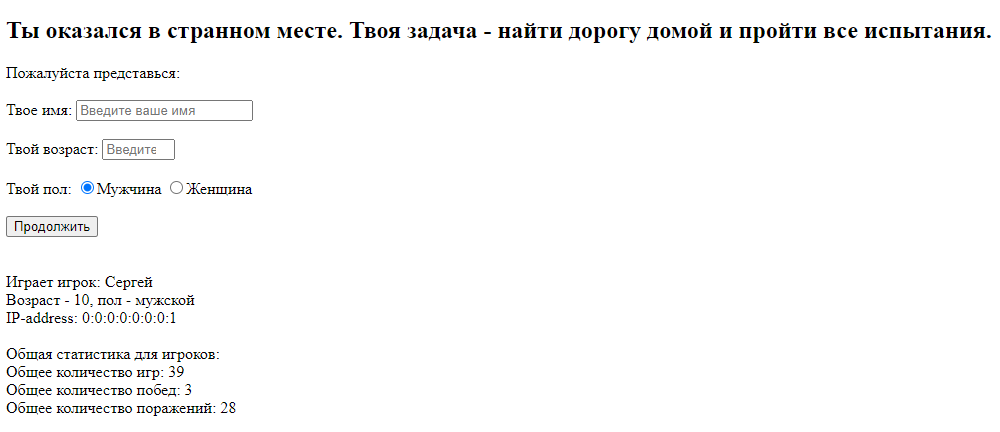 Ты оказался в странном месте. Твоя задача - найти дорогу домой и пройти все испытания.
Пожалуйста представься:
Твое имя: Введите ваше имя
Твой возраст: Введите
Твой пол: Мужчина Женщина
Продолжить
Играет игрок: Сергей
Возраст - 10, пол - мужской
IP-address: 0:0:0:0:0:0:0:1
Общая статистика для игроков:
Общее количество игр: 39
Общее количество побед: 3
Общее количество поражений: 28